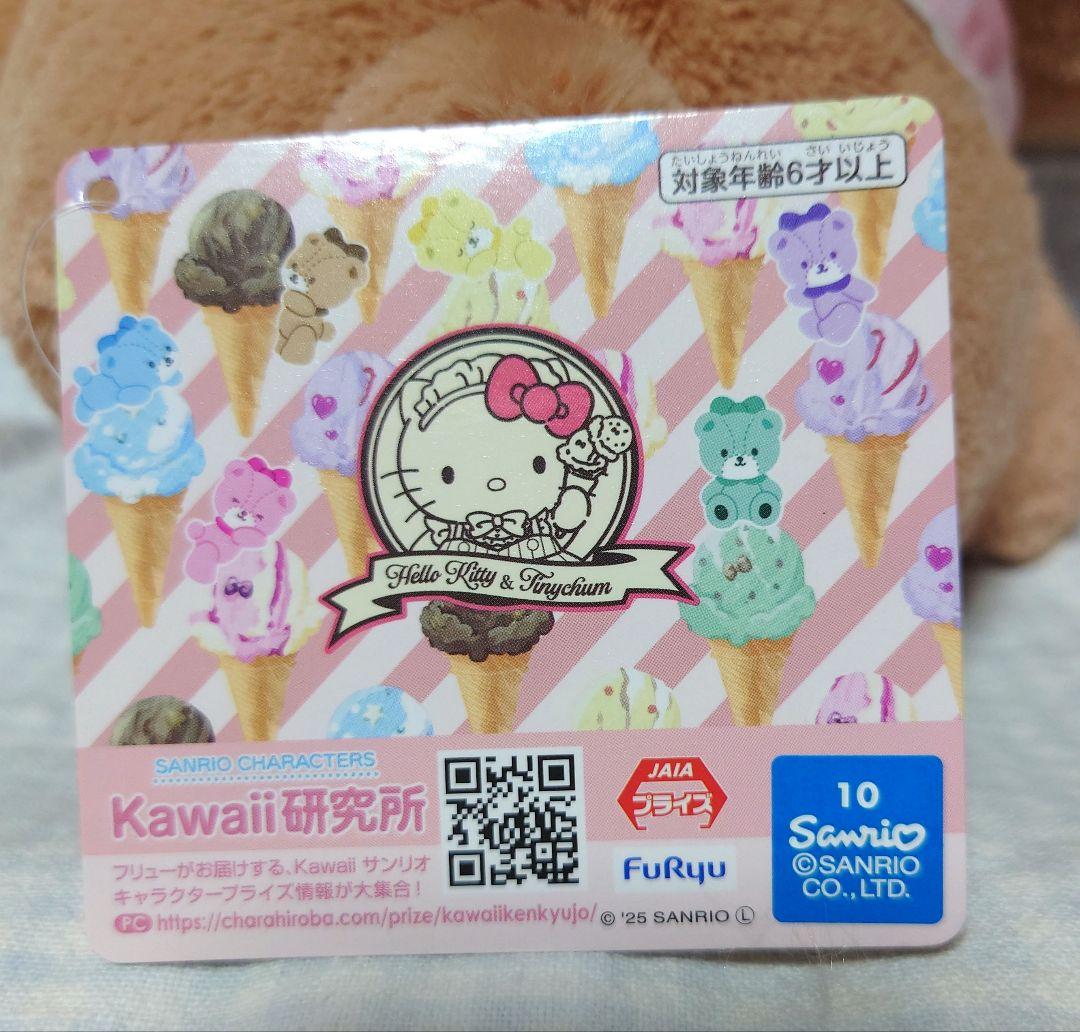 たいしょうねんれい さいいじょう
対象年齢6才以上
Hello Kitty & Tinychum
SANRIO CHARACTERS
Kawaii研究所
フリューがお届けする、Kawaii サンリオ
キャラクタープライズ情報が大集合!
PC https://charahiroba.com/prize/kawaiikenkyujo/
JAIA
プライズ
FuRyu
© '25 SANRIO Ⓛ
10
Sanrio
©SANRIO
CO., LTD.